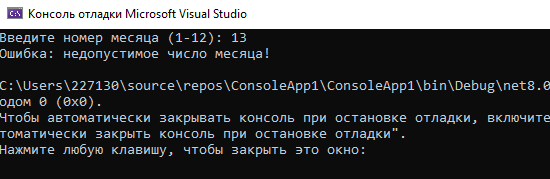 Консоль отладки Microsoft Visual Studio
Введите номер месяца (1-12): 13
Ошибка: недопустимое число месяца!
C:\Users\227130\source\repos\ConsoleApp1\ConsoleApp1\bin\Debug\net8.0
одом 0 (0x0).
Чтобы автоматически закрывать консоль при остановке отладки, включите
томатически закрыть консоль при остановке отладки".
Нажмите любую клавишу, чтобы закрыть это окно: